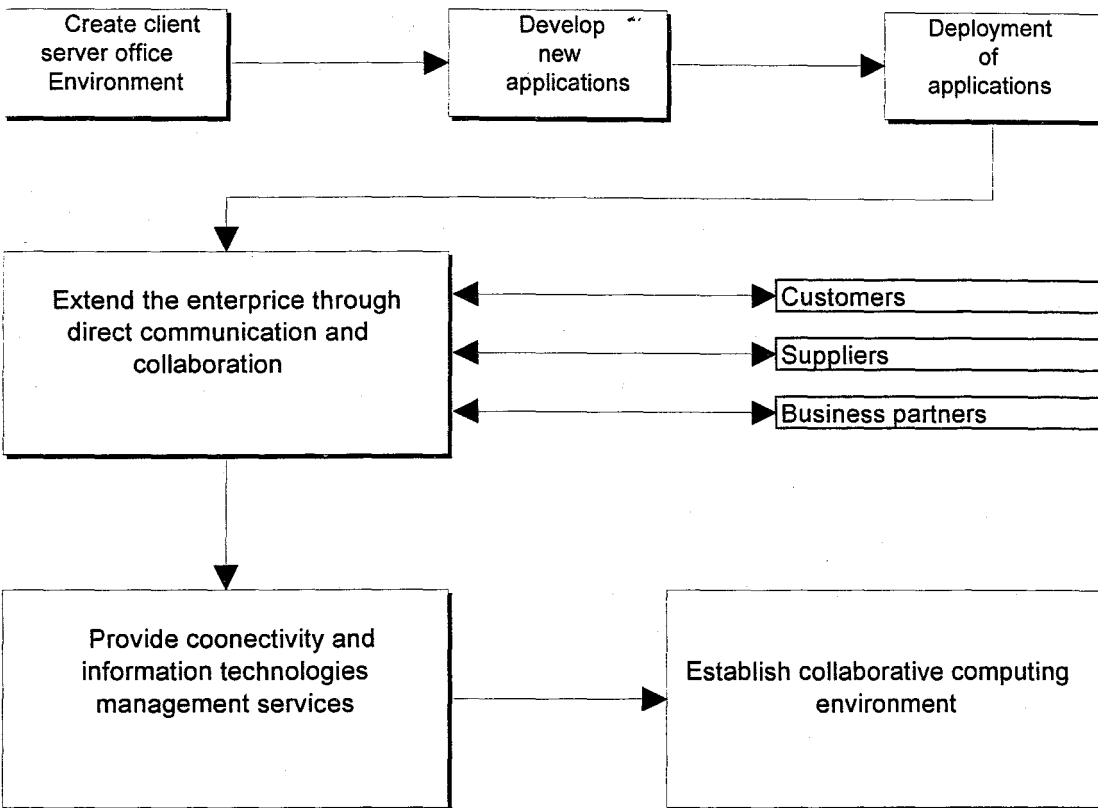 Create client
server office
Environment
Develop
new
applications
Deployment
of
applications
Extend the enterprice through
direct communication and
collaboration
Customers
Suppliers
Business partners
Provide coonectivity and
information technologies
management services
Establish collaborative computing
environment